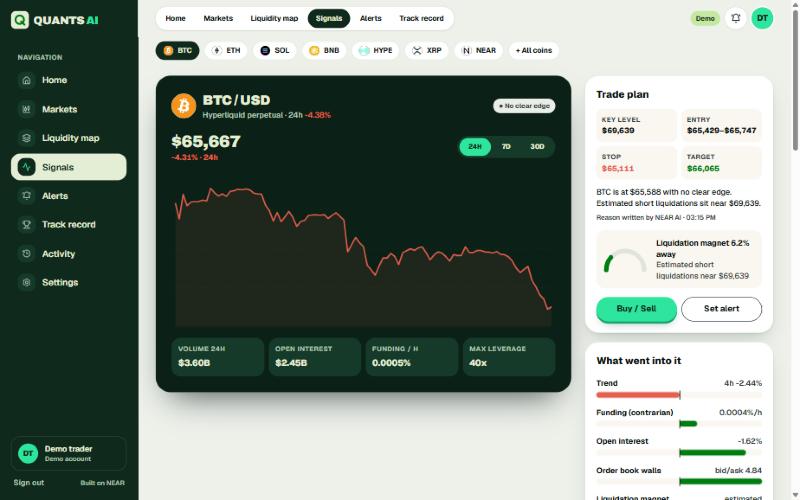 QUANTS AI
NAVIGATION
Home
Markets
Liquidity map
Signals
Alerts
Track record
Activity
Settings
DT
Demo trader
Demo account
Sign out
Built on NEAR
Home
Markets
Liquidity map
Signals
Alerts
Track record
Demo
DT
BTC
ETH
SOL
BNB
HYPE
XRP
NEAR
+ All coins
BTC / USD
Hyperliquid perpetual · 24h -4.38%
• No clear edge
$65,667
-4.31% · 24h
24H
7D
30D
VOLUME 24H
$3.60B
OPEN INTEREST
$2.45B
FUNDING / H
0.0005%
MAX LEVERAGE
40x
Trade plan
KEY LEVEL
$69,639
ENTRY
$65,429–$65,747
STOP
$65,111
TARGET
$66,065
BTC is at $65,588 with no clear edge.
Estimated short liquidations sit near $69,639.
Reason written by NEAR AI · 03:15 PM
Liquidation magnet 6.2%
away
Estimated short
liquidations near $69,639
Buy / Sell
Set alert
What went into it
Trend
4h -2.44%
Funding (contrarian)
0.0004%/h
Open interest
-1.62%
Order book walls
bid/ask 4.84
Liquidation magnet
estimated